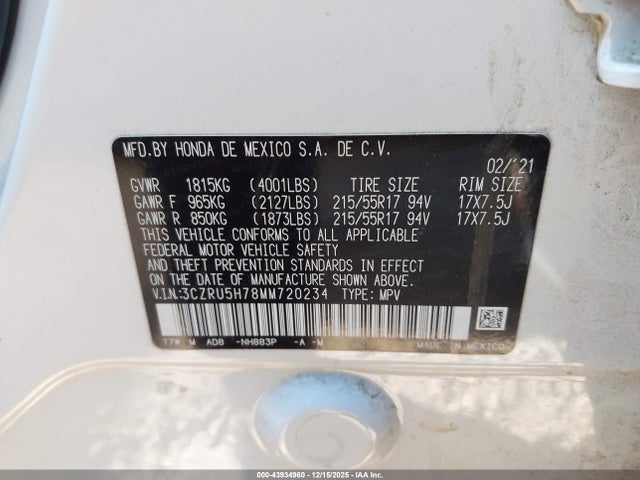 MFD.BY HONDA DE MEXICO S.A. DE C.V.
02/'21
GVWR 1815KG (4001LBS) TIRE SIZE RIM SIZE
GAWR F 965KG (2127LBS) 215/55R17 94V 17X7.5J
GAWR R 850KG (1873LBS) 215/55R17 94V 17X7.5J
THIS VEHICLE CONFORMS TO ALL APPLICABLE
FEDERAL MOTOR VEHICLE SAFETY
AND THEFT PREVENTION STANDARDS IN EFFECT
ON THE DATE OF MANUFACTURE SHOWN ABOVE.
V.I.N:3CZRU5H78MM720234 TYPE: MPV
T7W M AD8 -NH883P -A -M MADE IN MEXICO
000-43934960 - 12/15/2025 - IAA Inc.